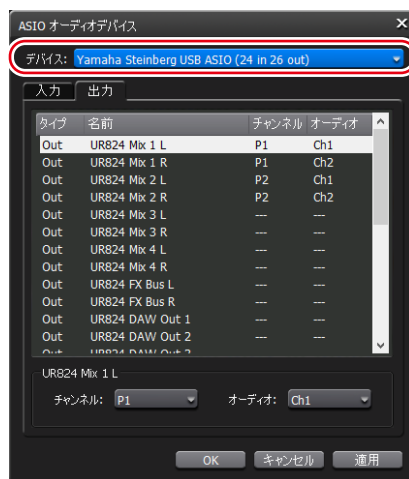 ASIO オーディオデバイス
デバイス: Yamaha Steinberg USB ASIO (24 in 26 out)
入力 出力
タイプ 名前 チャンネル オーディオ
Out UR824 Mix 1 L P1 Ch1
Out UR824 Mix 1 R P1 Ch2
Out UR824 Mix 2 L P2 Ch1
Out UR824 Mix 2 R P2 Ch2
Out UR824 Mix 3 L --- ---
Out UR824 Mix 3 R --- ---
Out UR824 Mix 4 L --- ---
Out UR824 Mix 4 R --- ---
Out UR824 FX Bus L --- ---
Out UR824 FX Bus R --- ---
Out UR824 DAW Out 1 --- ---
Out UR824 DAW Out 2 --- ---
Out UR824 DAW Out 3 --- ---
UR824 Mix 1 L
チャンネル: P1 オーディオ: Ch1
OK キャンセル 適用